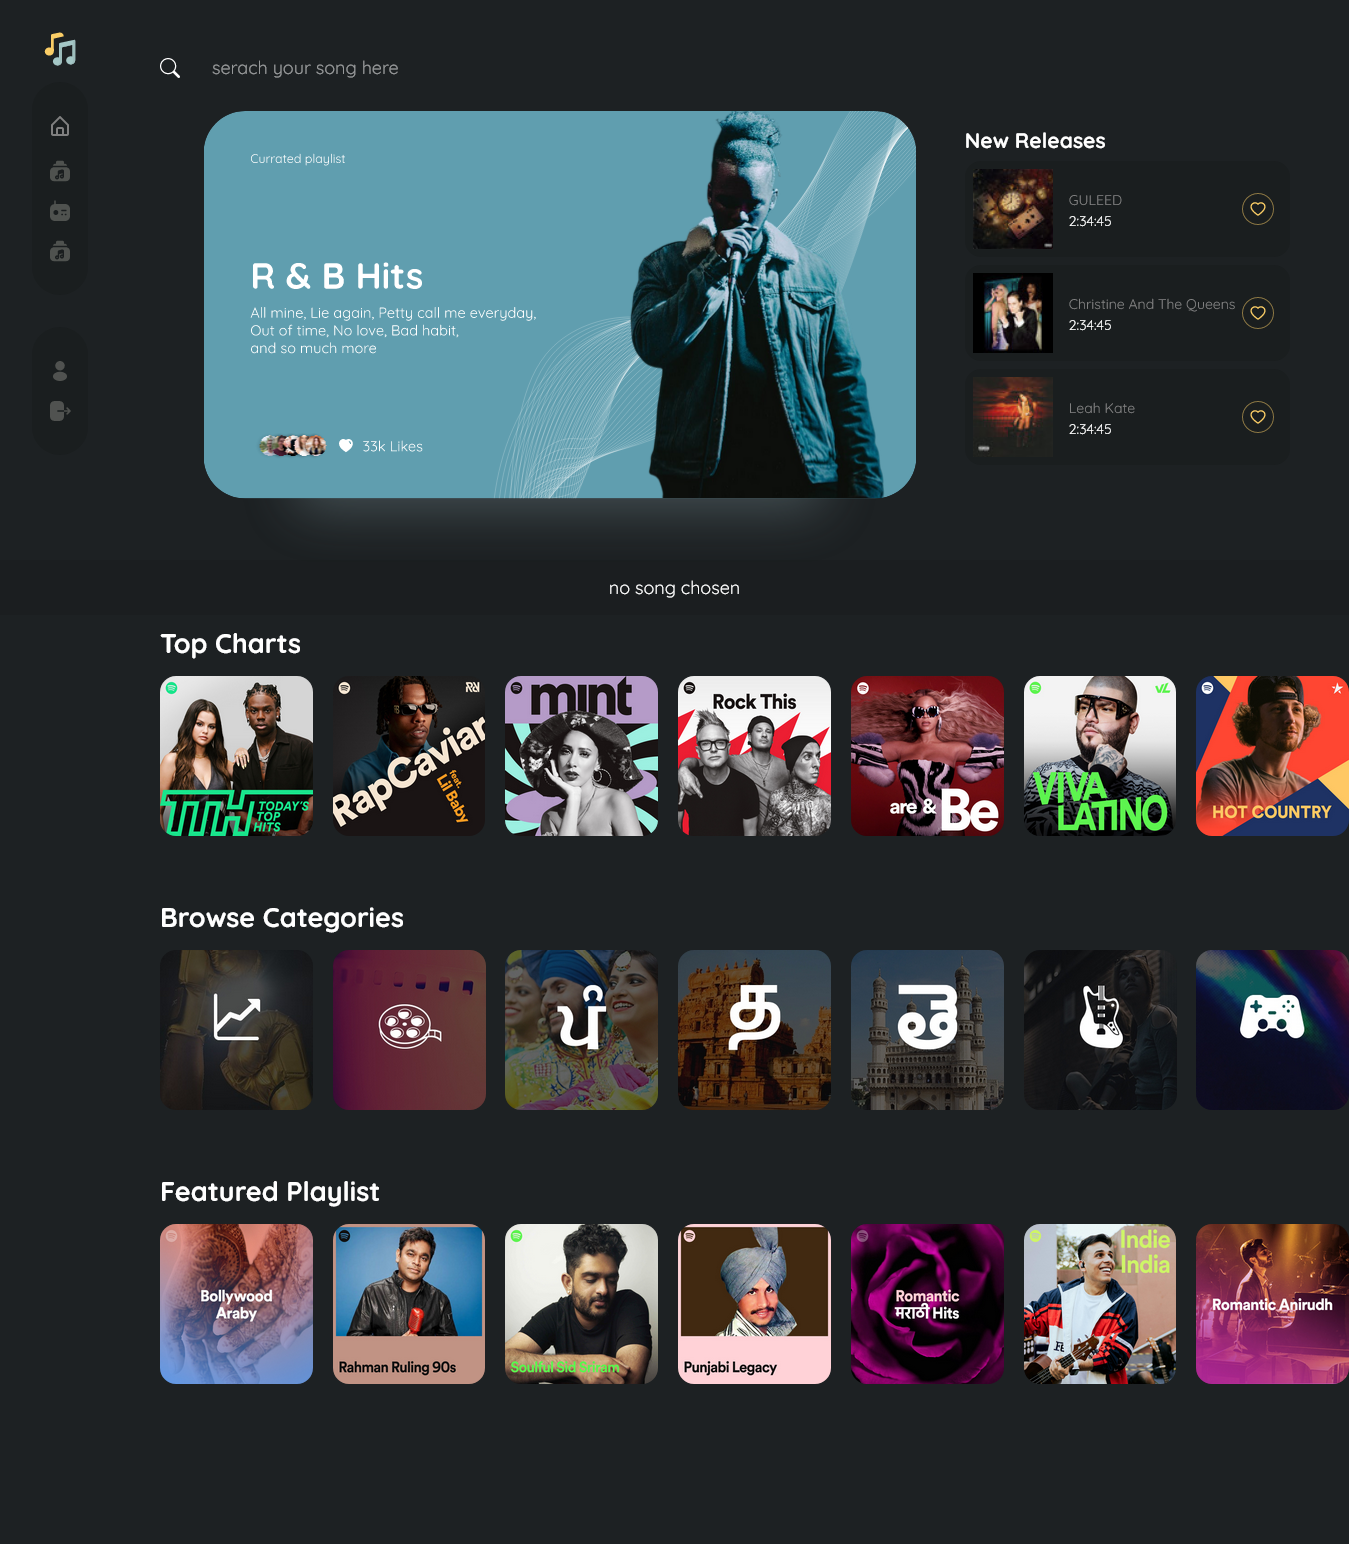 serach your song here
Currated playlist
R & B Hits
All mine, Lie again, Petty call me everyday,
Out of time, No love, Bad habit,
and so much more
33k Likes
New Releases
GULEED
2:34:45
Christine And The Queens
2:34:45
Leah Kate
2:34:45
no song chosen
Top Charts
TTH TODAY'S
TOP
HITS
RapCaviar
feat.
Lil Baby
mint
Rock This
are & Be
VIVA
LATINO
HOT COUNTRY
Browse Categories
ਪੰ
த
తె
Featured Playlist
Bollywood
Araby
Rahman Ruling 90s
Soulful Sid Sriram
Punjabi Legacy
Romantic
मराठी Hits
Indie
India
Romantic Anirudh